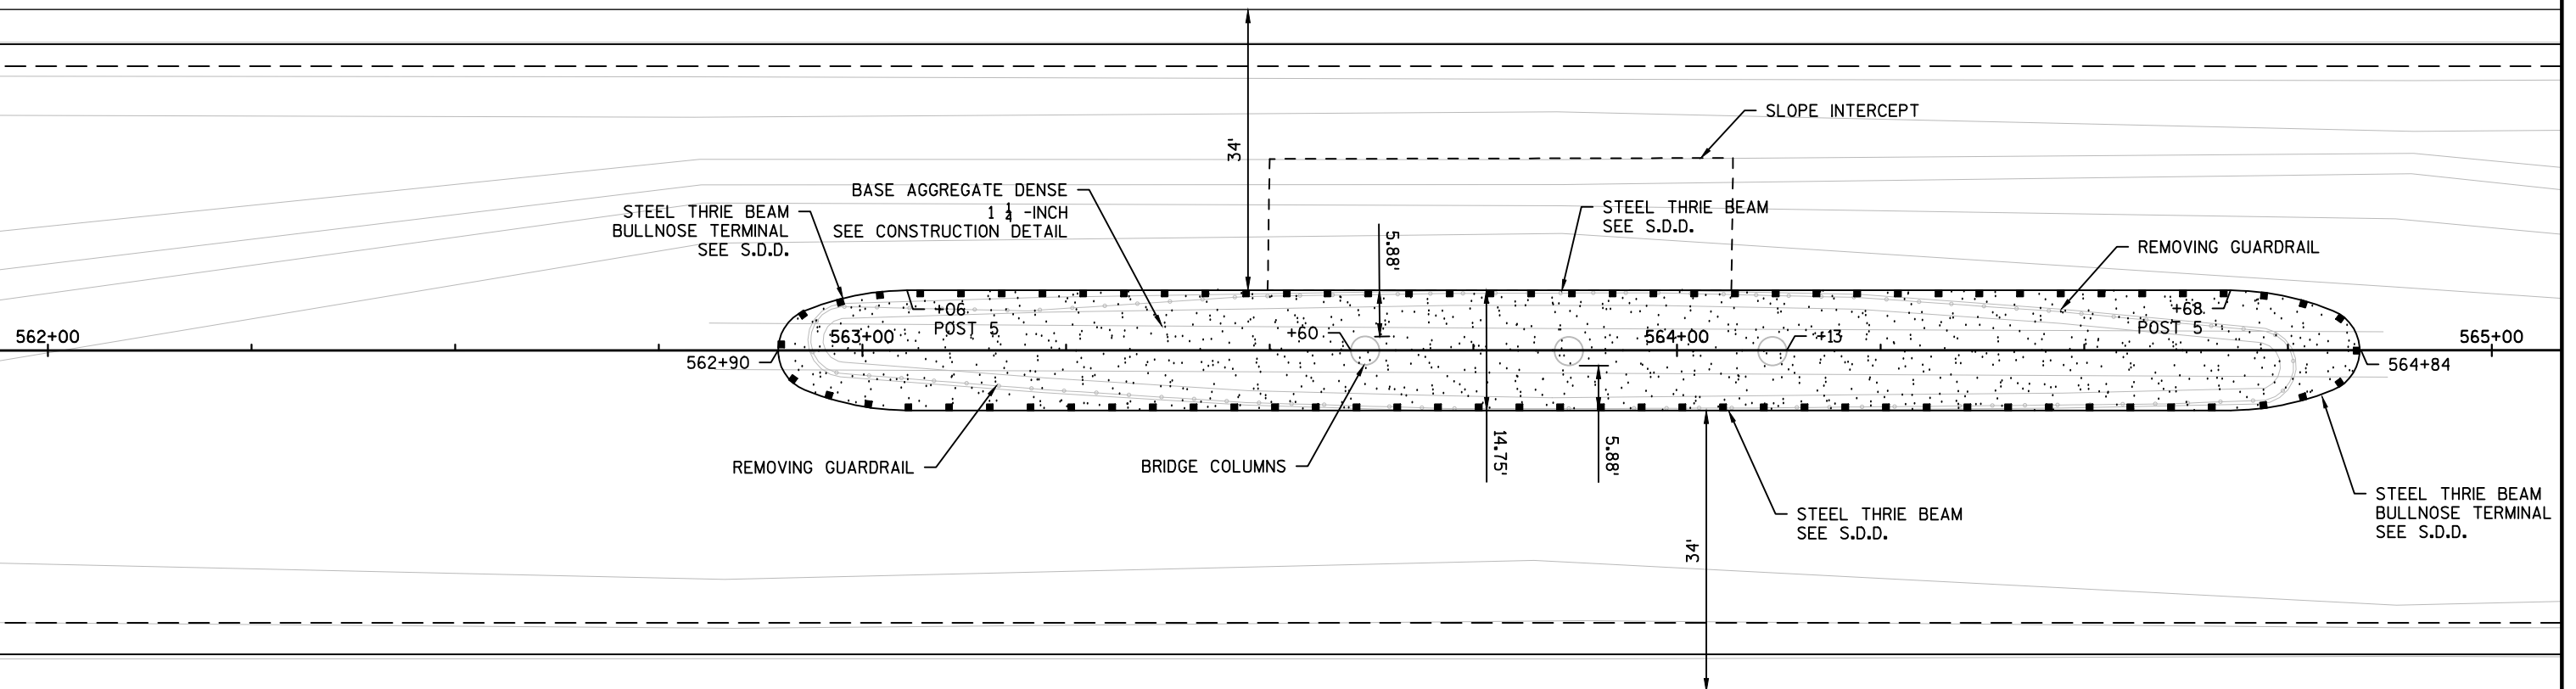 34'
SLOPE INTERCEPT
BASE AGGREGATE DENSE
1 1/4 -INCH
SEE CONSTRUCTION DETAIL
STEEL THRIE BEAM
BULLNOSE TERMINAL
SEE S.D.D.
STEEL THRIE BEAM
SEE S.D.D.
5.88'
REMOVING GUARDRAIL
+06
POST 5
+68
POST 5
562+00
563+00
+60
564+00
+13
565+00
562+90
564+84
REMOVING GUARDRAIL
BRIDGE COLUMNS
14.75'
5.88'
34'
STEEL THRIE BEAM
SEE S.D.D.
STEEL THRIE BEAM
BULLNOSE TERMINAL
SEE S.D.D.